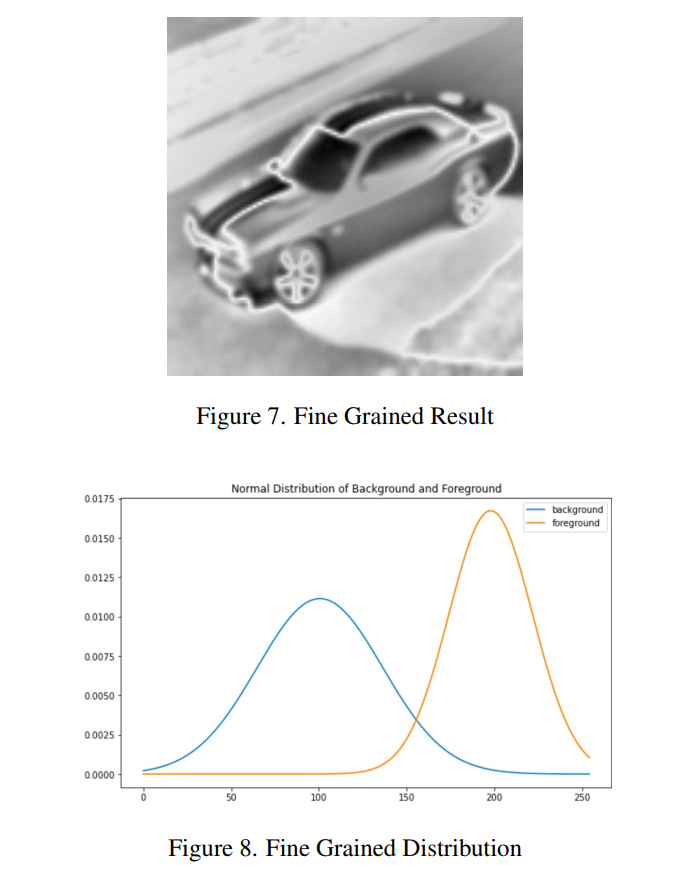 Figure 7. Fine Grained Result
Normal Distribution of Background and Foreground
0.0175
0.0150
0.0125
0.0100
0.0075
0.0050
0.0025
0.0000
background
foreground
0 50 100 150 200 250
Figure 8. Fine Grained Distribution